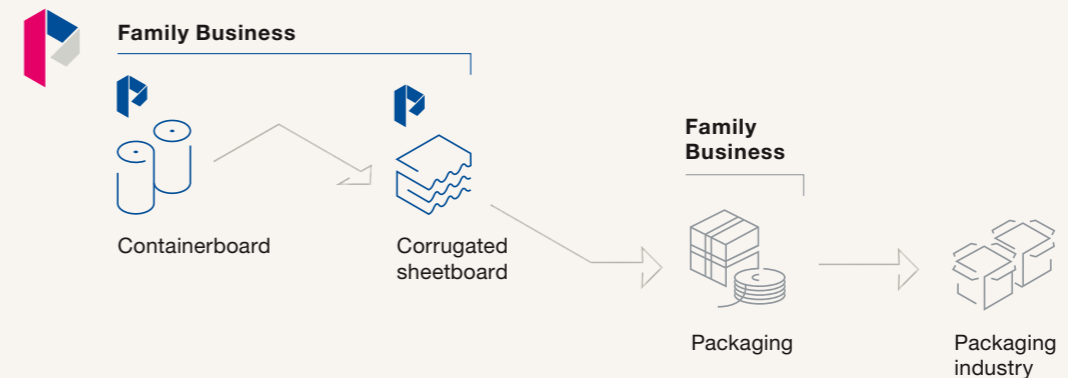 Family Business
Containerboard
Corrugated
sheetboard
Family
Business
Packaging
Packaging
industry